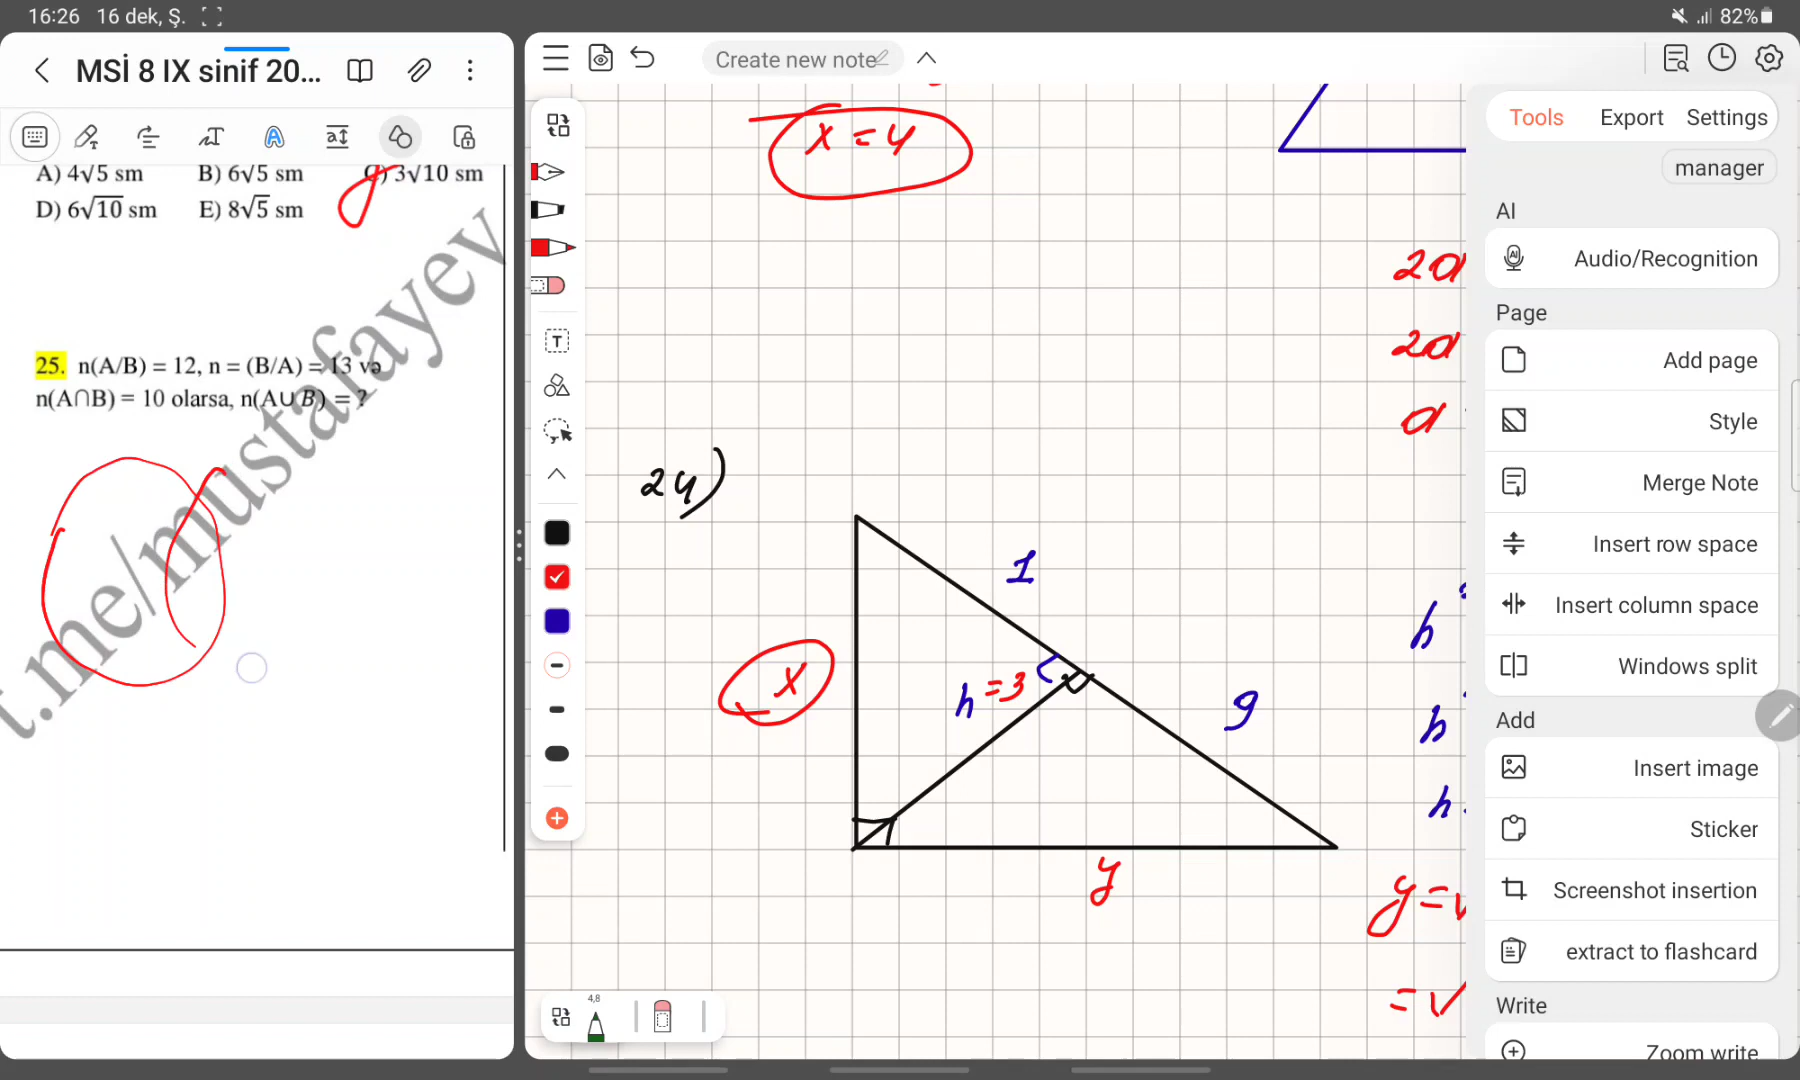 16:26 16 dek, Ş.
82%
MSİ 8 IX sinif 20...
A) 4√5 sm B) 6√5 sm C) 3√10 sm
D) 6√10 sm E) 8√5 sm
25. n(A/B) = 12, n = (B/A) = 13 və
n(A∩B) = 10 olarsa, n(A∪B) = ?
t.me/mustafayev
Create new note
x = 4
24)
1
x
h = 3
9
y
2a
2a
a
h
h
h
y = √
= √
4,8
Tools Export Settings
manager
AI
Audio/Recognition
Page
Add page
Style
Merge Note
Insert row space
Insert column space
Windows split
Add
Insert image
Sticker
Screenshot insertion
extract to flashcard
Write
Zoom write